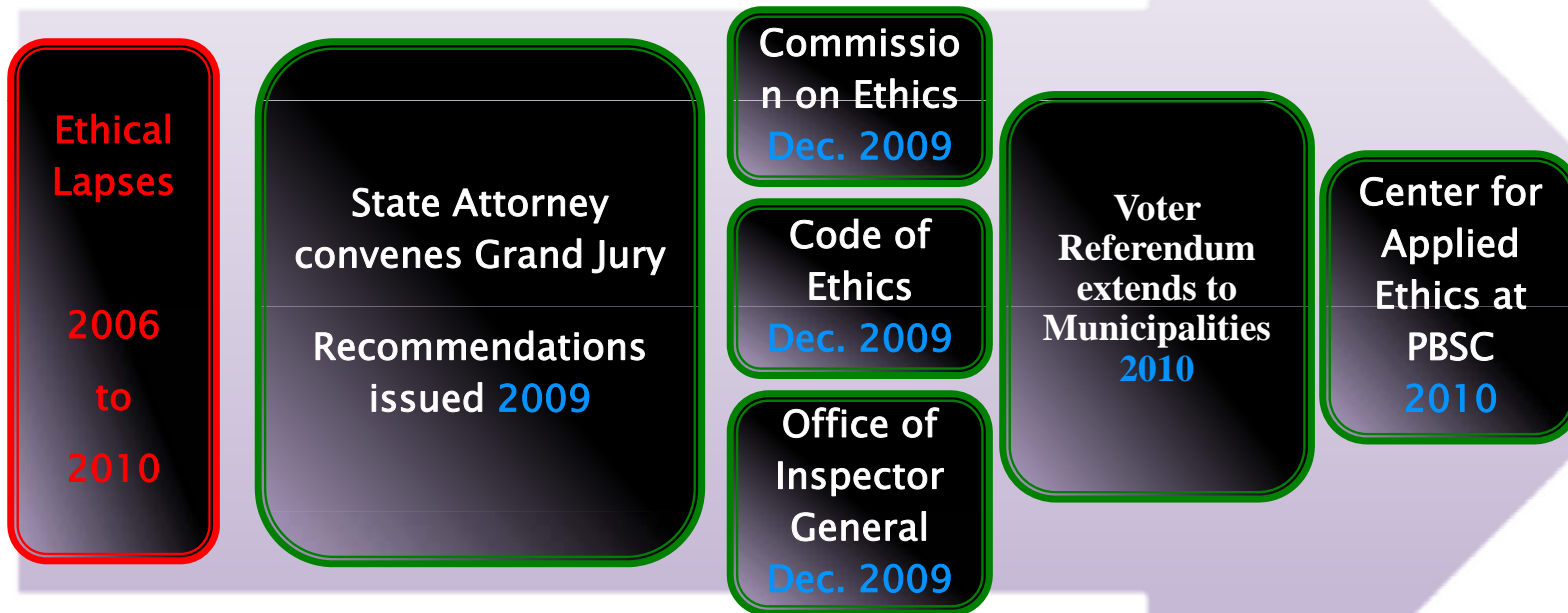 Ethical
Lapses
2006
to
2010
State Attorney
convenes Grand Jury
Recommendations
issued 2009
Commissio
n on Ethics
Dec. 2009
Code of
Ethics
Dec. 2009
Office of
Inspector
General
Dec. 2009
Voter
Referendum
extends to
Municipalities
2010
Center for
Applied
Ethics at
PBSC
2010